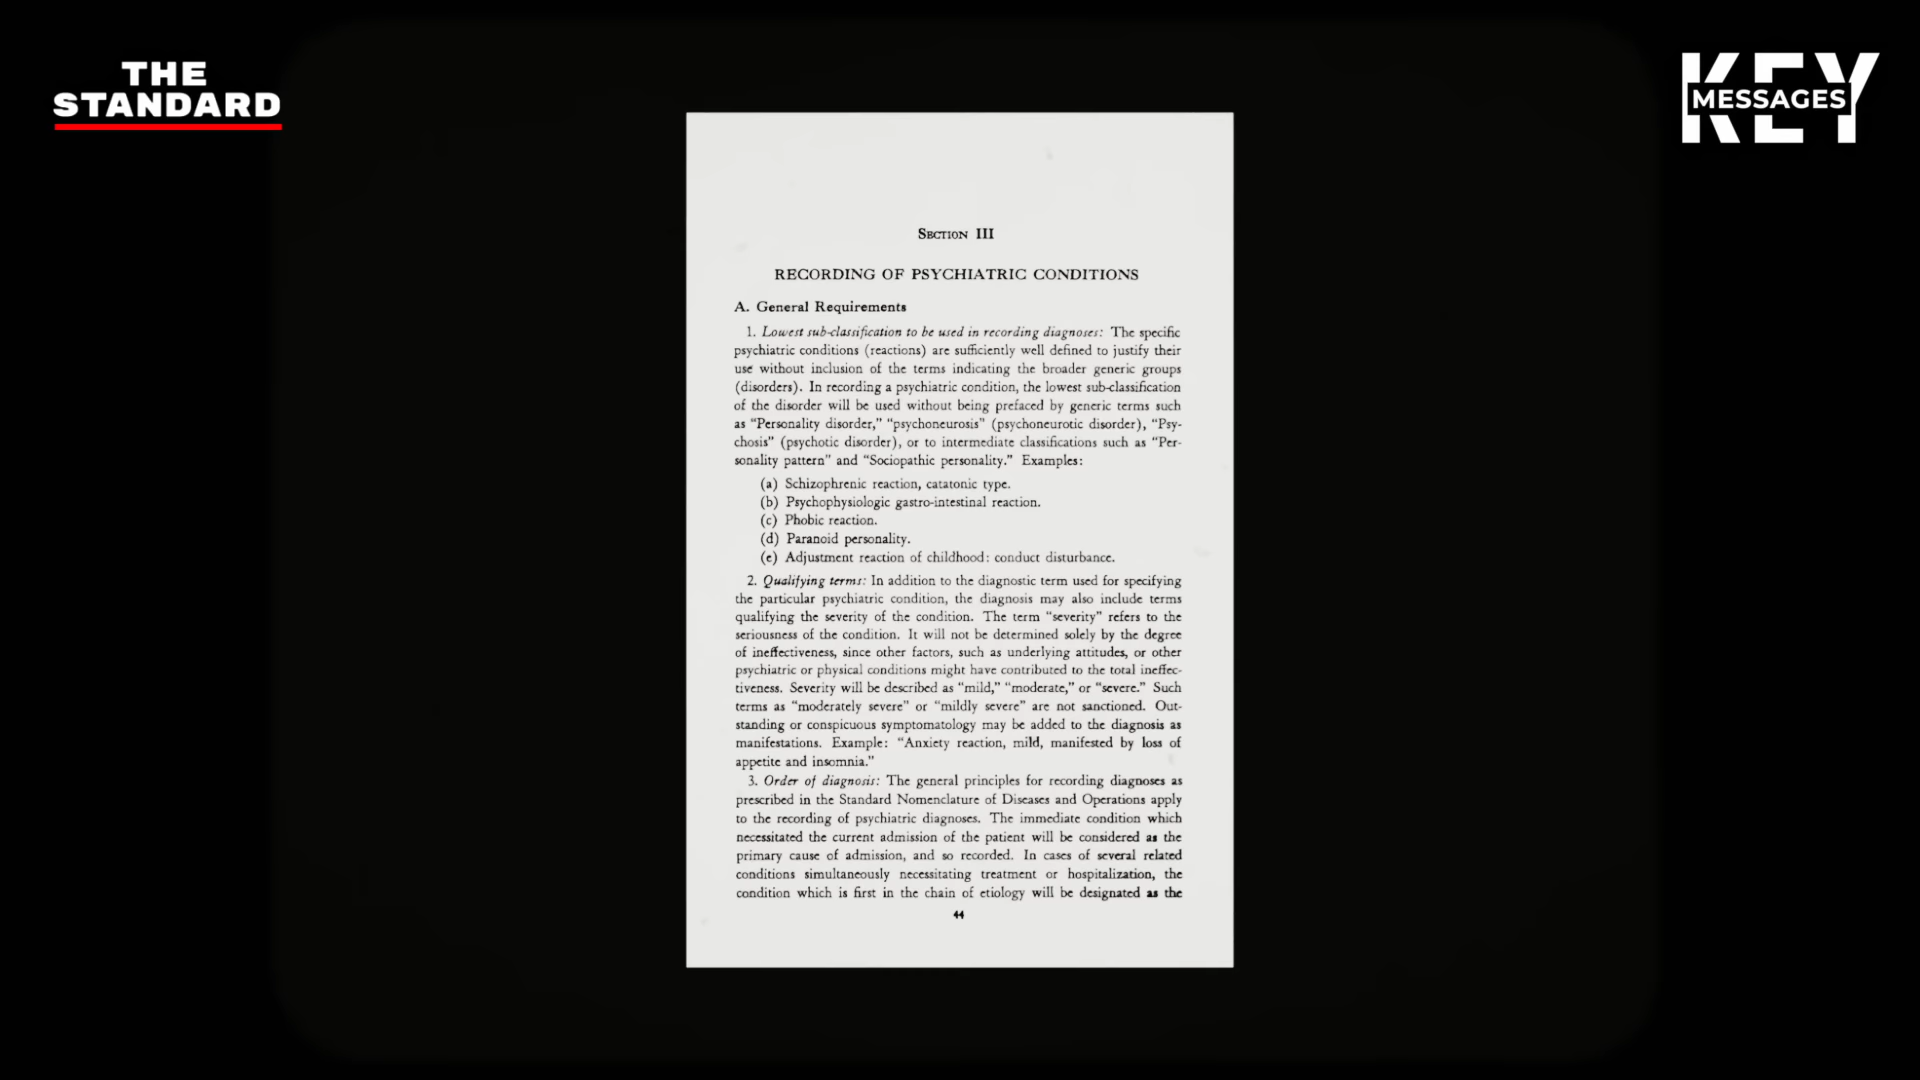 THE
STANDARD
KEY
MESSAGES
SECTION III
RECORDING OF PSYCHIATRIC CONDITIONS
A. General Requirements
1. Lowest sub-classification to be used in recording diagnoses: The specific
psychiatric conditions (reactions) are sufficiently well defined to justify their
use without inclusion of the terms indicating the broader generic groups
(disorders). In recording a psychiatric condition, the lowest sub-classification
of the disorder will be used without being prefaced by generic terms such
as “Personality disorder,” “psychoneurosis” (psychoneurotic disorder), “Psy-
chosis” (psychotic disorder), or to intermediate classifications such as “Per-
sonality pattern” and “Sociopathic personality.” Examples:
(a) Schizophrenic reaction, catatonic type.
(b) Psychophysiologic gastro-intestinal reaction.
(c) Phobic reaction.
(d) Paranoid personality.
(e) Adjustment reaction of childhood: conduct disturbance.
2. Qualifying terms: In addition to the diagnostic term used for specifying
the particular psychiatric condition, the diagnosis may also include terms
qualifying the severity of the condition. The term “severity” refers to the
seriousness of the condition. It will not be determined solely by the degree
of ineffectiveness, since other factors, such as underlying attitudes, or other
psychiatric or physical conditions might have contributed to the total ineffec-
tiveness. Severity will be described as “mild,” “moderate,” or “severe.” Such
terms as “moderately severe” or “mildly severe” are not sanctioned. Out-
standing or conspicuous symptomatology may be added to the diagnosis as
manifestations. Example: “Anxiety reaction, mild, manifested by loss of
appetite and insomnia.”
3. Order of diagnosis: The general principles for recording diagnoses as
prescribed in the Standard Nomenclature of Diseases and Operations apply
to the recording of psychiatric diagnoses. The immediate condition which
necessitated the current admission of the patient will be considered as the
primary cause of admission, and so recorded. In cases of several related
conditions simultaneously necessitating treatment or hospitalization, the
condition which is first in the chain of etiology will be designated as the
44